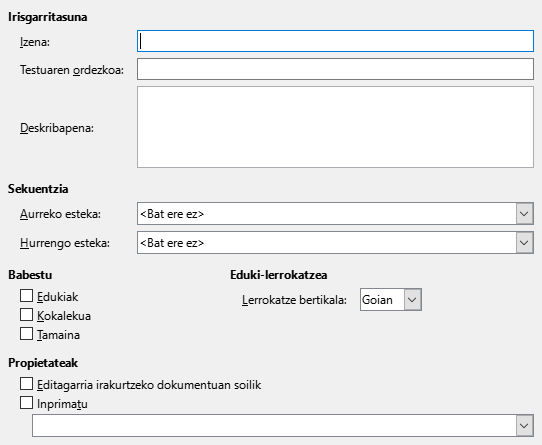 Irisgarritasuna
Izena:
Testuaren ordezkoa:
Deskribapena:
Sekuentzia
Aurreko esteka: <Bat ere ez>
Hurrengo esteka: <Bat ere ez>
Babestu
Edukiak
Kokalekua
Tamaina
Eduki-lerrokatzea
Lerrokatze bertikala: Goian
Propietateak
Editagarria irakurtzeko dokumentuan soilik
Inprimatu